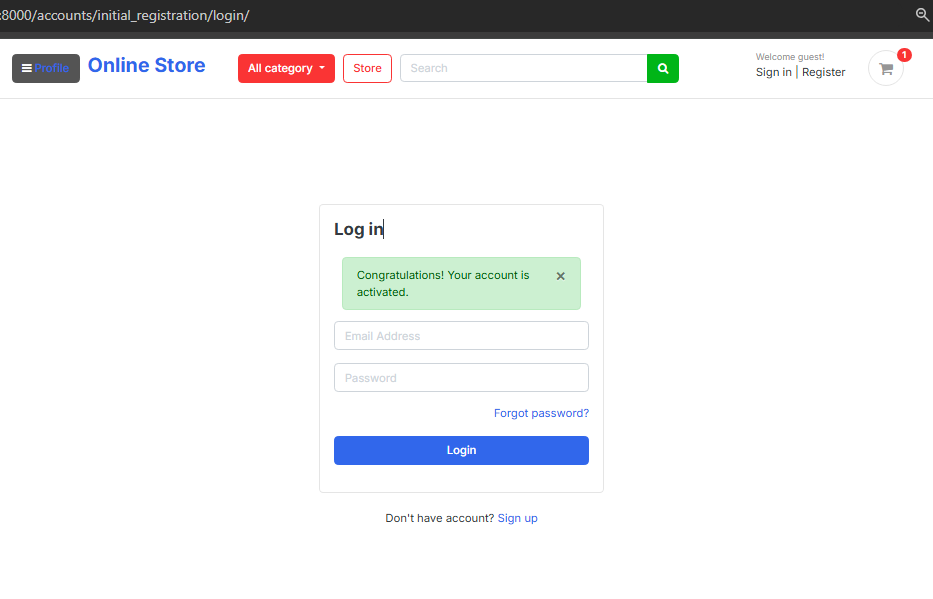 :8000/accounts/initial_registration/login/
Profile
Online Store
All category
Store
Search
Welcome guest!
Sign in | Register
1
Log in
Congratulations! Your account is
activated.
×
Email Address
Password
Forgot password?
Login
Don't have account? Sign up